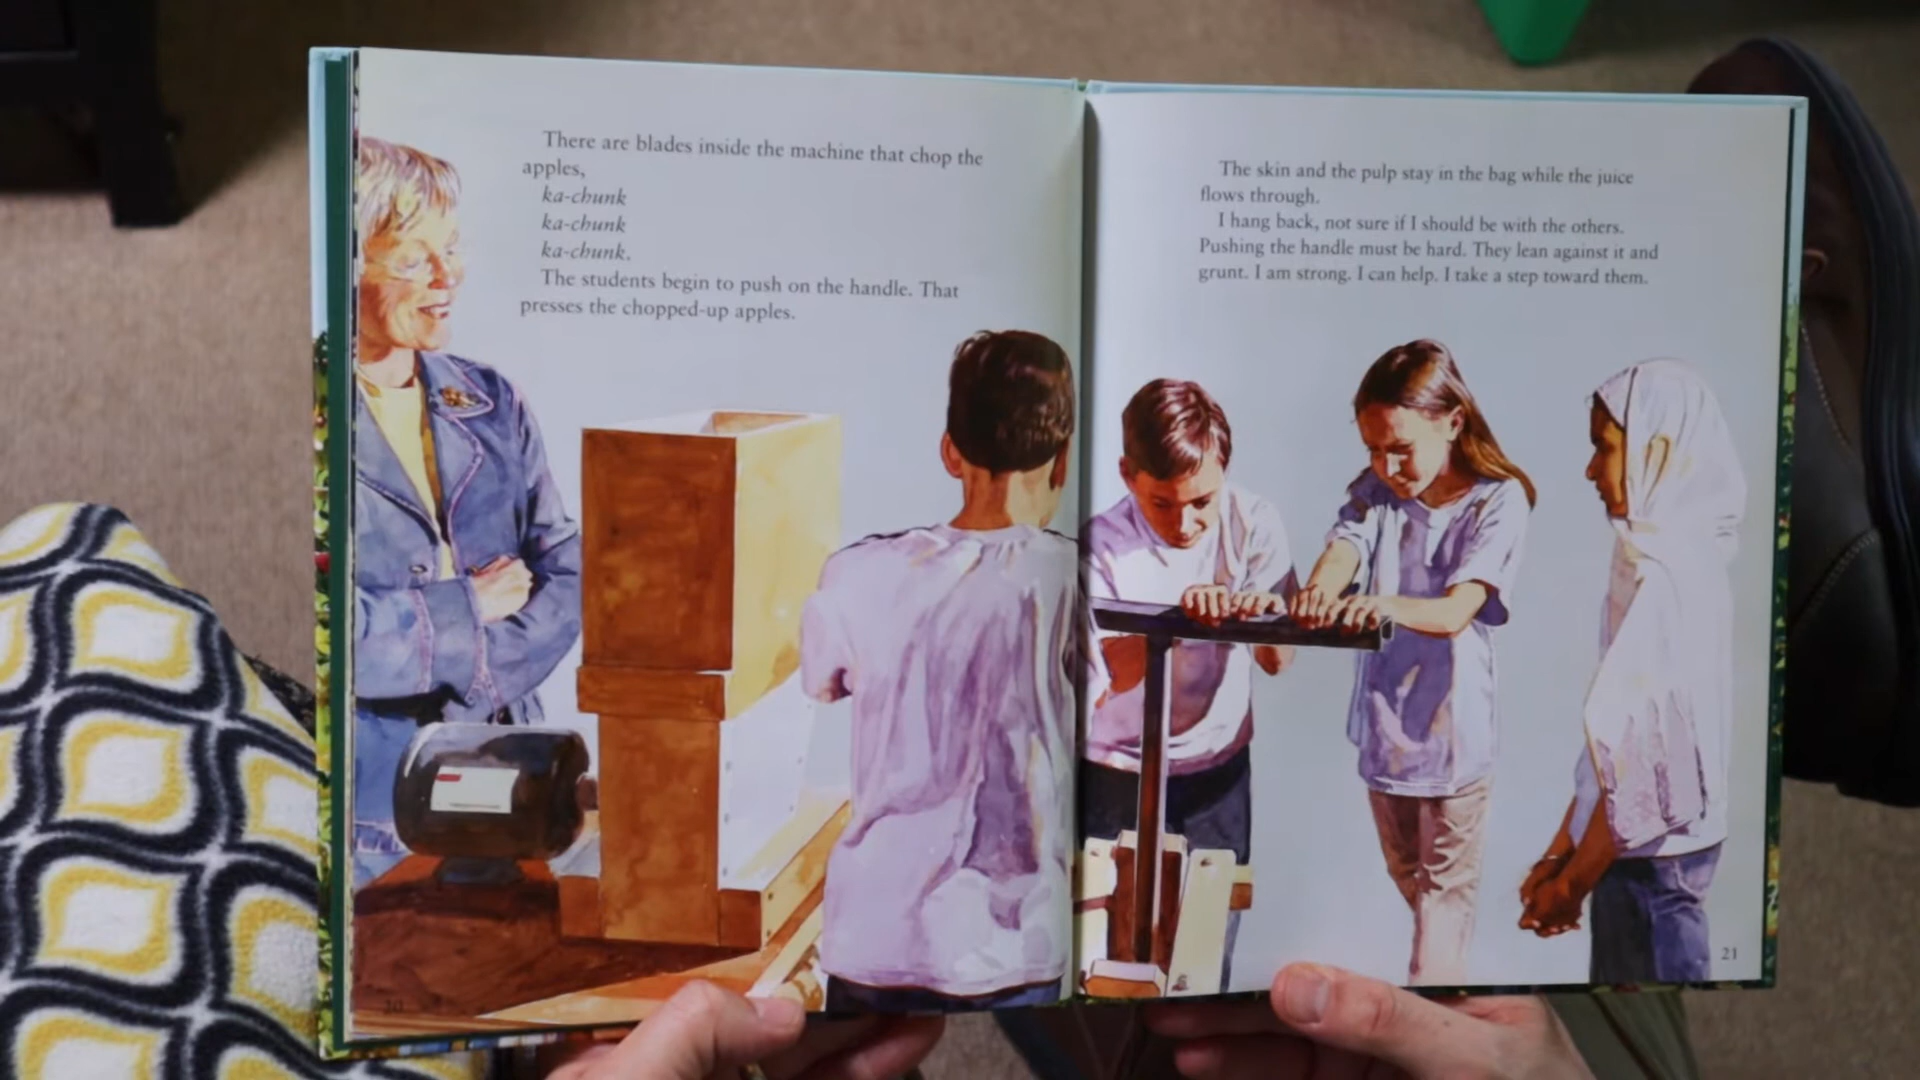 There are blades inside the machine that chop the
apples,
ka-chunk
ka-chunk
ka-chunk.
The students begin to push on the handle. That
presses the chopped-up apples.
20
The skin and the pulp stay in the bag while the juice
flows through.
I hang back, not sure if I should be with the others.
Pushing the handle must be hard. They lean against it and
grunt. I am strong. I can help. I take a step toward them.
21